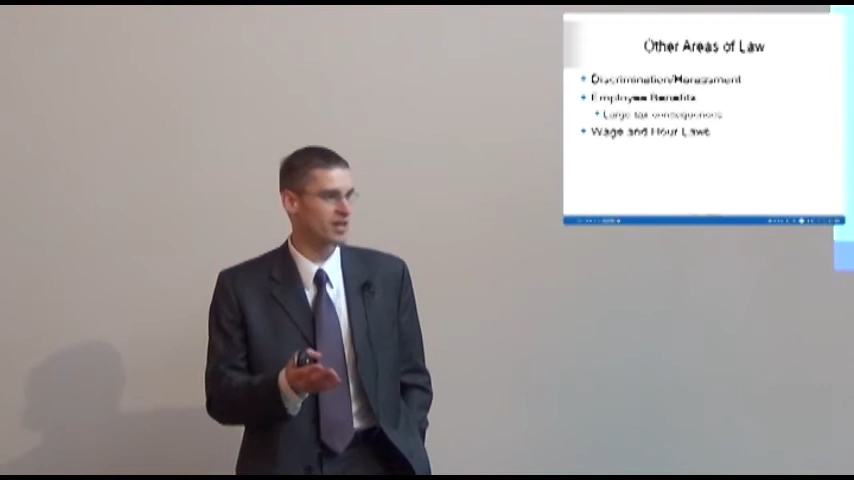 Other Areas of Law
Discrimination/Harassment
Employee Benefits
Large tax consequences
Wage and Hour Laws